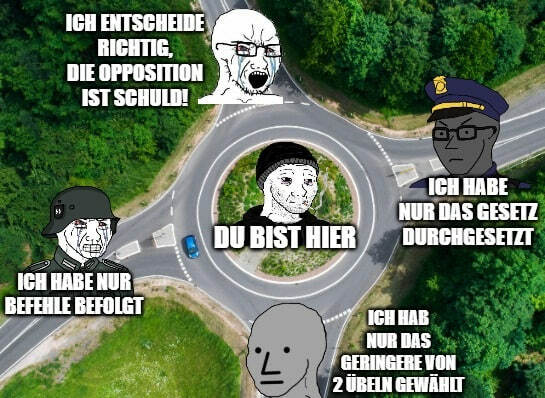 ICH ENTSCHEIDE
RICHTIG,
DIE OPPOSITION
IST SCHULD!
ICH HABE
NUR DAS GESETZ
DURCHGESETZT
DU BIST HIER
ICH HABE NUR
BEFEHLE BEFOLGT
ICH HAB
NUR DAS
GERINGERE VON
2 ÜBELN GEWÄHLT